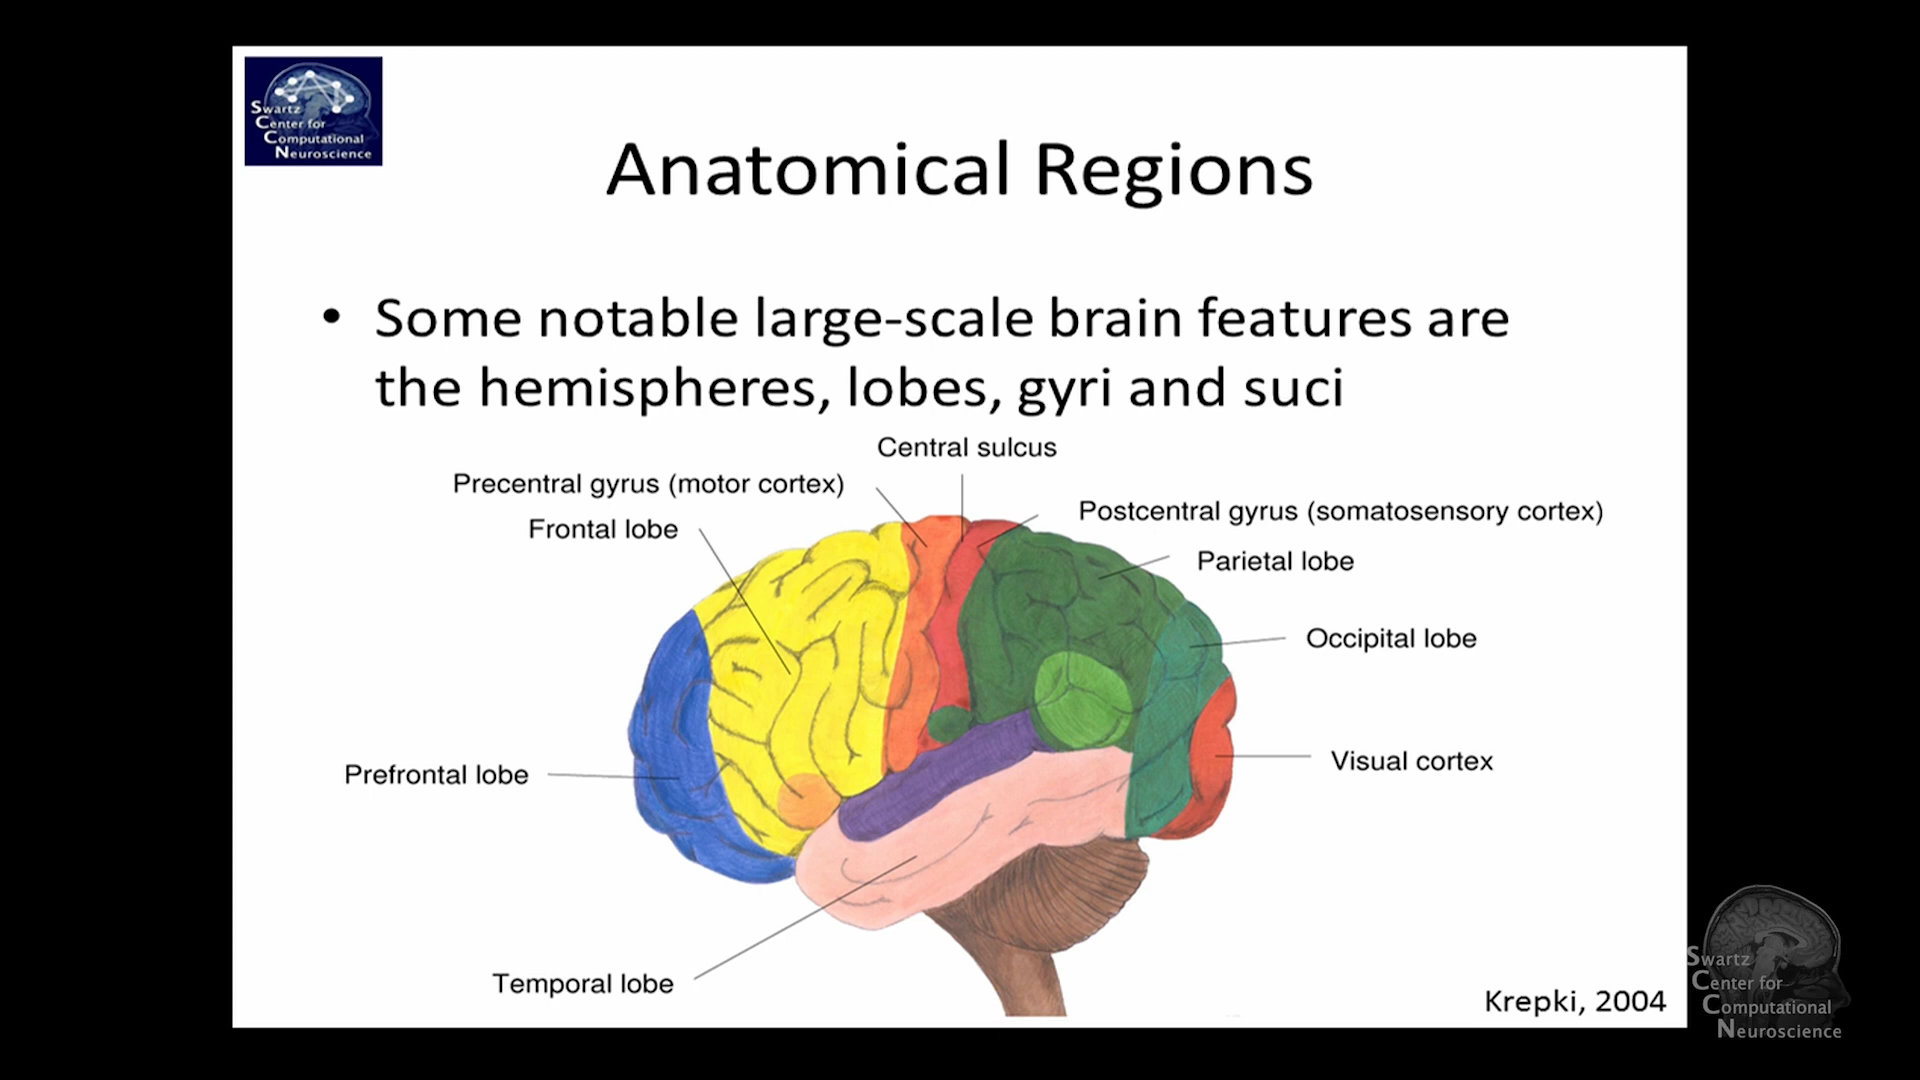 Swartz
Center for
Computational
Neuroscience
Anatomical Regions
• Some notable large-scale brain features are
the hemispheres, lobes, gyri and suci
Central sulcus
Precentral gyrus (motor cortex)
Postcentral gyrus (somatosensory cortex)
Frontal lobe
Parietal lobe
Occipital lobe
Visual cortex
Prefrontal lobe
Temporal lobe
Krepki, 2004
Swartz
Center for
Computational
Neuroscience